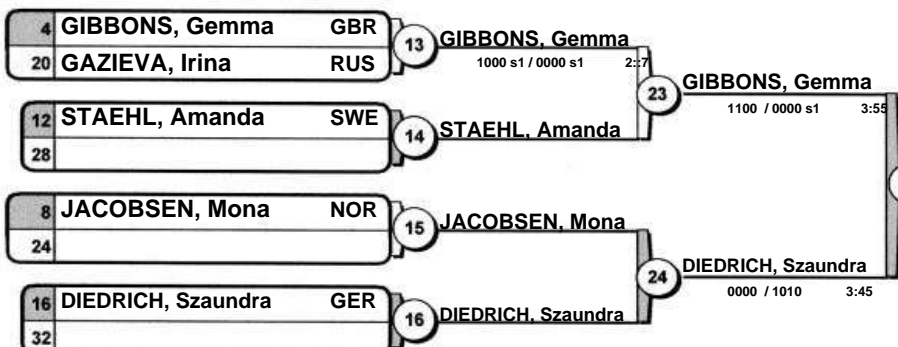 4 GIBBONS, Gemma GBR
20 GAZIEVA, Irina RUS
13
GIBBONS, Gemma
1000 s1 / 0000 s1
12 STAEHL, Amanda SWE
28
14
STAEHL, Amanda
23
GIBBONS, Gemma
1100 / 0000 s1 3:55
8 JACOBSEN, Mona NOR
24
15
JACOBSEN, Mona
16 DIEDRICH, Szaundra GER
32
16
DIEDRICH, Szaundra
24
DIEDRICH, Szaundra
0000 / 1010 3:45